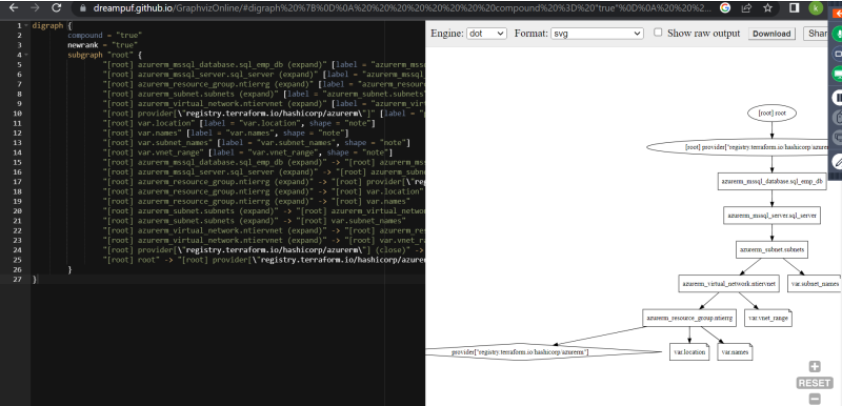 dreampuf.github.io/GraphvizOnline/#digraph%20%7B%0D%0A%20%20%20%20%20%20%20%20compound%20%3D%20"true"%0D%0A%20%20%2...
Engine: dot Format: svg Show raw output Download Shar
1 digraph {
2 compound = "true"
3 newrank = "true"
4 subgraph "root" {
5 "[root] azurerm_mssql_database.sql_emp_db (expand)" [label = "azurerm_mss
6 "[root] azurerm_mssql_server.sql_server (expand)" [label = "azurerm_mssql
7 "[root] azurerm_resource_group.ntierrg (expand)" [label = "azurerm_resour
8 "[root] azurerm_subnet.subnets (expand)" [label = "azurerm_subnet.subnets"
9 "[root] azurerm_virtual_network.ntiervnet (expand)" [label = "azurerm_vir
10 "[root] provider[\"registry.terraform.io/hashicorp/azurerm\"]" [label = "
11 "[root] var.location" [label = "var.location", shape = "note"]
12 "[root] var.names" [label = "var.names", shape = "note"]
13 "[root] var.subnet_names" [label = "var.subnet_names", shape = "note"]
14 "[root] var.vnet_range" [label = "var.vnet_range", shape = "note"]
15 "[root] azurerm_mssql_database.sql_emp_db (expand)" -> "[root] azurerm_ms
16 "[root] azurerm_mssql_server.sql_server (expand)" -> "[root] azurerm_subn
17 "[root] azurerm_resource_group.ntierrg (expand)" -> "[root] provider[\"reg
18 "[root] azurerm_resource_group.ntierrg (expand)" -> "[root] var.location"
19 "[root] azurerm_resource_group.ntierrg (expand)" -> "[root] var.names"
20 "[root] azurerm_subnet.subnets (expand)" -> "[root] azurerm_virtual_netwo
21 "[root] azurerm_subnet.subnets (expand)" -> "[root] var.subnet_names"
22 "[root] azurerm_virtual_network.ntiervnet (expand)" -> "[root] azurerm_re
23 "[root] azurerm_virtual_network.ntiervnet (expand)" -> "[root] var.vnet_r
24 "[root] provider[\"registry.terraform.io/hashicorp/azurerm\"] (close)" ->
25 "[root] root" -> "[root] provider[\"registry.terraform.io/hashicorp/azure
26 }
27 }
[root] root
[root] provider["registry.terraform.io/hashicorp/azurer
azurerm_mssql_database.sql_emp_db
azurerm_mssql_server.sql_server
azurerm_subnet.subnets
azurerm_virtual_network.ntiervnet var.subnet_names
azurerm_resource_group.ntierrg var.vnet_range
provider["registry.terraform.io/hashicorp/azurerm"] var.location var.names
RESET